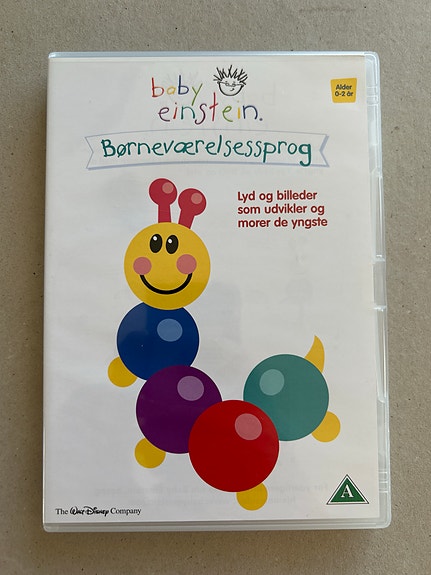 baby
einstein.
Alder
0-2 år
Børneværelsessprog
Lyd og billeder
som udvikler og
morer de yngste
The Walt Disney Company
A